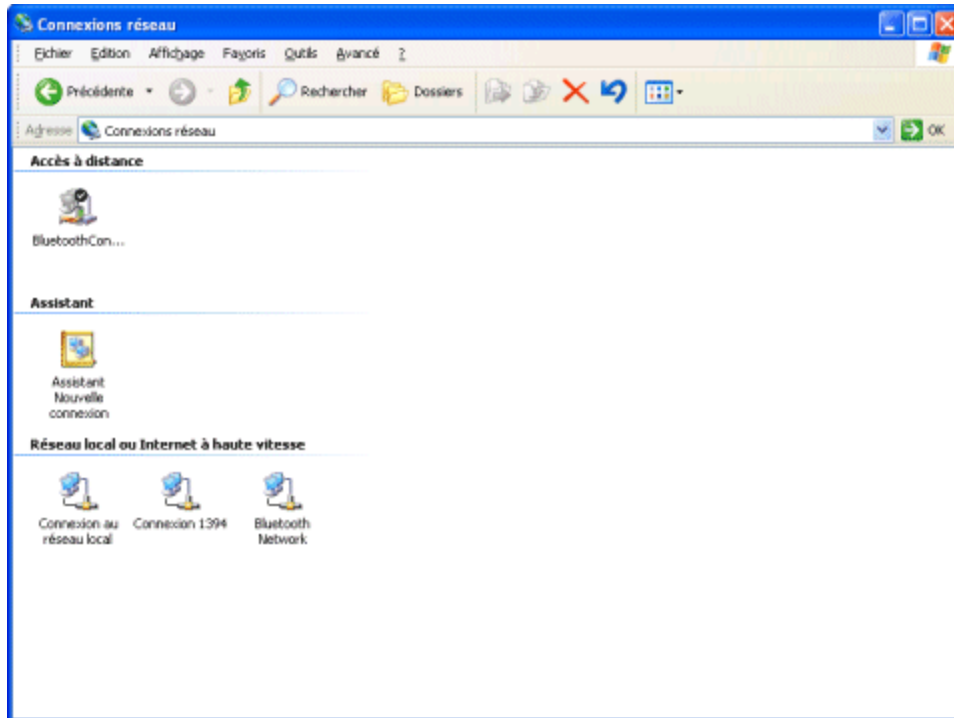 Connexions réseau
Fichier Edition Affichage Favoris Outils Avancé ?
Précédente Rechercher Dossiers
Adresse Connexions réseau OK
Accès à distance
BluetoothCon...
Assistant
Assistant
Nouvelle
connexion
Réseau local ou Internet à haute vitesse
Connexion au
réseau local
Connexion 1394
Bluetooth
Network